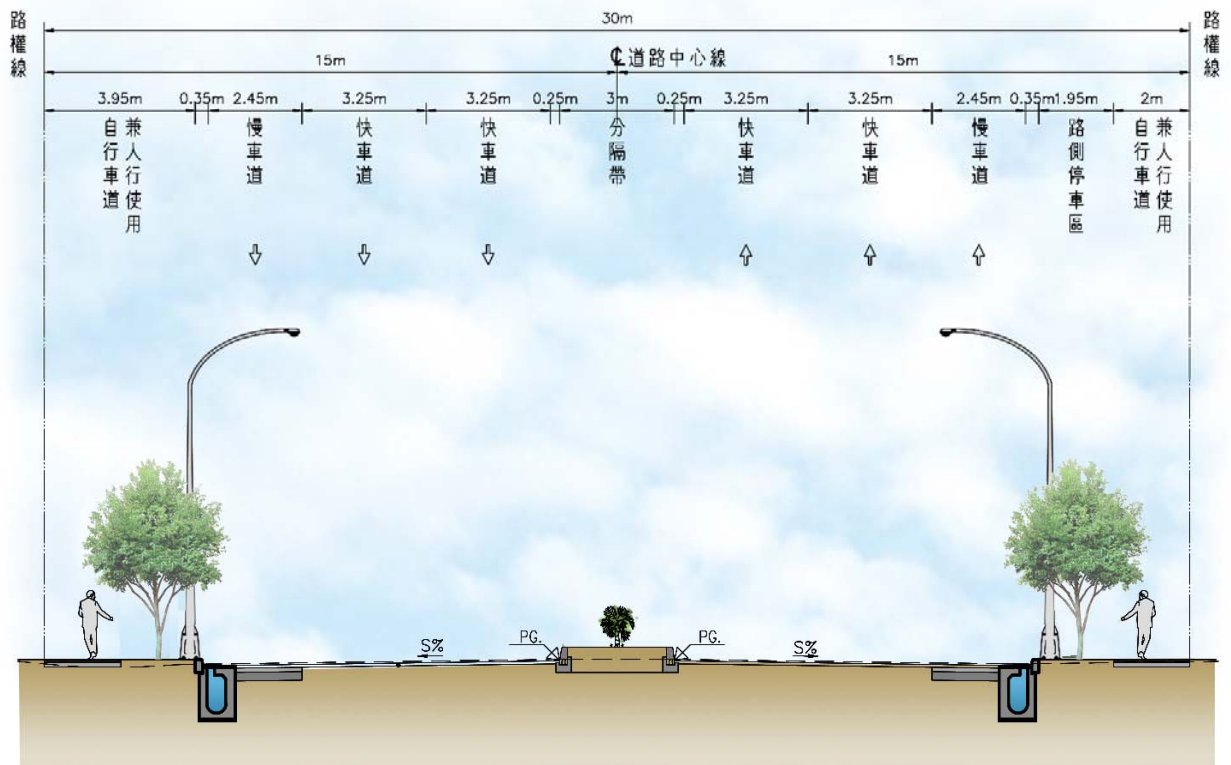 路權線
路權線
30m
15m
℄道路中心線
15m
3.95m
0.35m
2.45m
3.25m
3.25m
0.25m
3m
0.25m
3.25m
3.25m
2.45m
0.35m
1.95m
2m
兼人行使用
自行車道
慢車道
快車道
快車道
分隔帶
快車道
快車道
慢車道
路側停車區
兼人行使用
自行車道
S%
PG.
PG.
S%